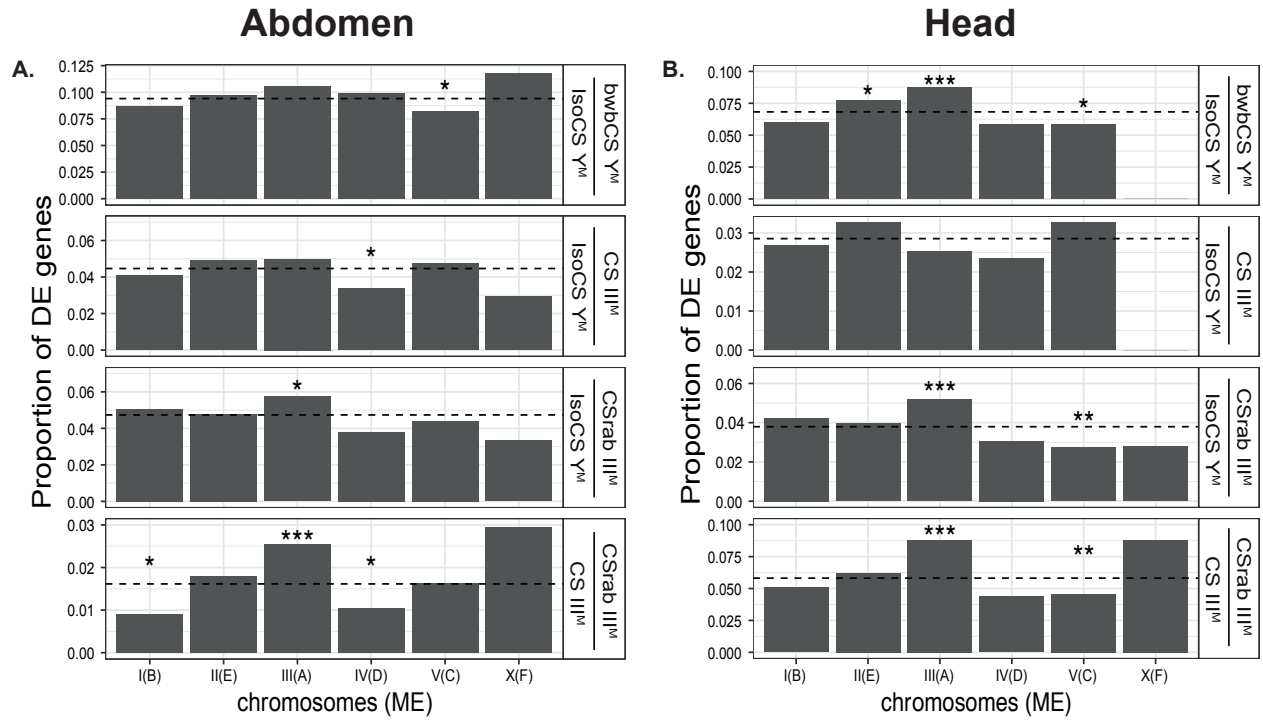 Abdomen
Head
A.
Proportion of DE genes
0.125
0.100
0.075
0.050
0.025
0.000
*
bwbCS Yᴹ
IsoCS Yᴹ
0.06
0.04
0.02
0.00
*
CS IIIᴹ
IsoCS Yᴹ
0.06
0.04
0.02
0.00
*
CSrab IIIᴹ
IsoCS Yᴹ
0.03
0.02
0.01
0.00
* *** *
CSrab IIIᴹ
CS IIIᴹ
I(B) II(E) III(A) IV(D) V(C) X(F)
chromosomes (ME)
B.
Proportion of DE genes
0.100
0.075
0.050
0.025
0.000
* *** *
bwbCS Yᴹ
IsoCS Yᴹ
0.03
0.02
0.01
0.00
CS IIIᴹ
IsoCS Yᴹ
0.06
0.04
0.02
0.00
*** **
CSrab IIIᴹ
IsoCS Yᴹ
0.100
0.075
0.050
0.025
0.000
*** **
CSrab IIIᴹ
CS IIIᴹ
I(B) II(E) III(A) IV(D) V(C) X(F)
chromosomes (ME)